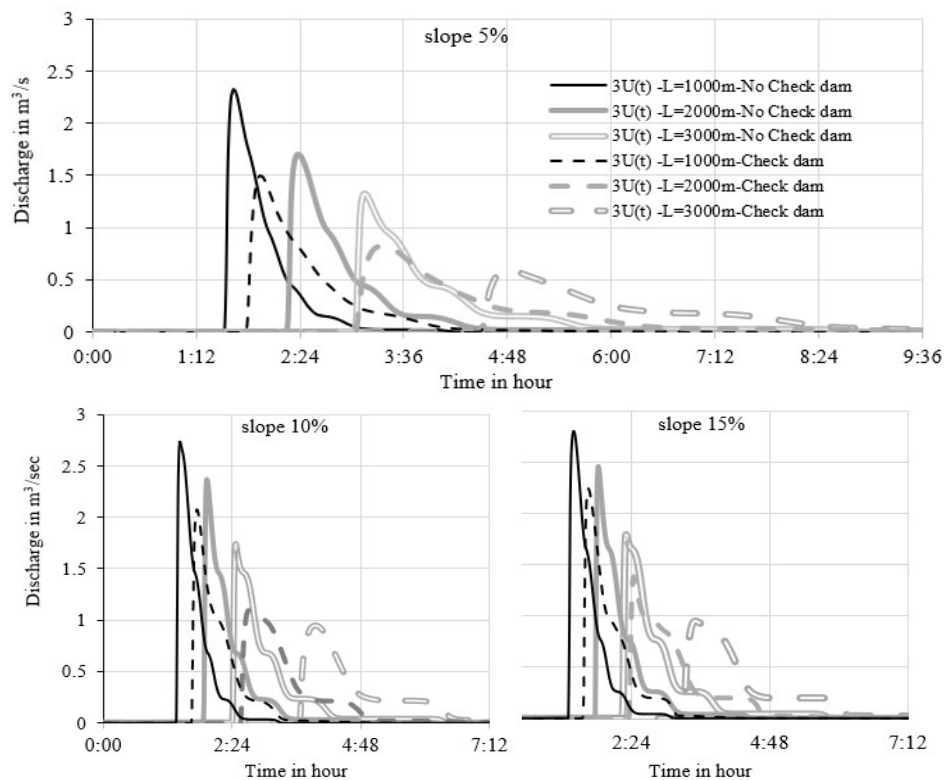 slope 5%
Discharge in m³/s
3
2.5
2
1.5
1
0.5
0
3U(t) -L=1000m-No Check dam
3U(t) -L=2000m-No Check dam
3U(t) -L=3000m-No Check dam
3U(t) -L=1000m-Check dam
3U(t) -L=2000m-Check dam
3U(t) -L=3000m-Check dam
0:00 1:12 2:24 3:36 4:48 6:00 7:12 8:24 9:36
Time in hour
slope 10%
Discharge in m³/sec
3
2.5
2
1.5
1
0.5
0
0:00 2:24 4:48 7:12
Time in hour
slope 15%
2:24 4:48 7:12
Time in hour